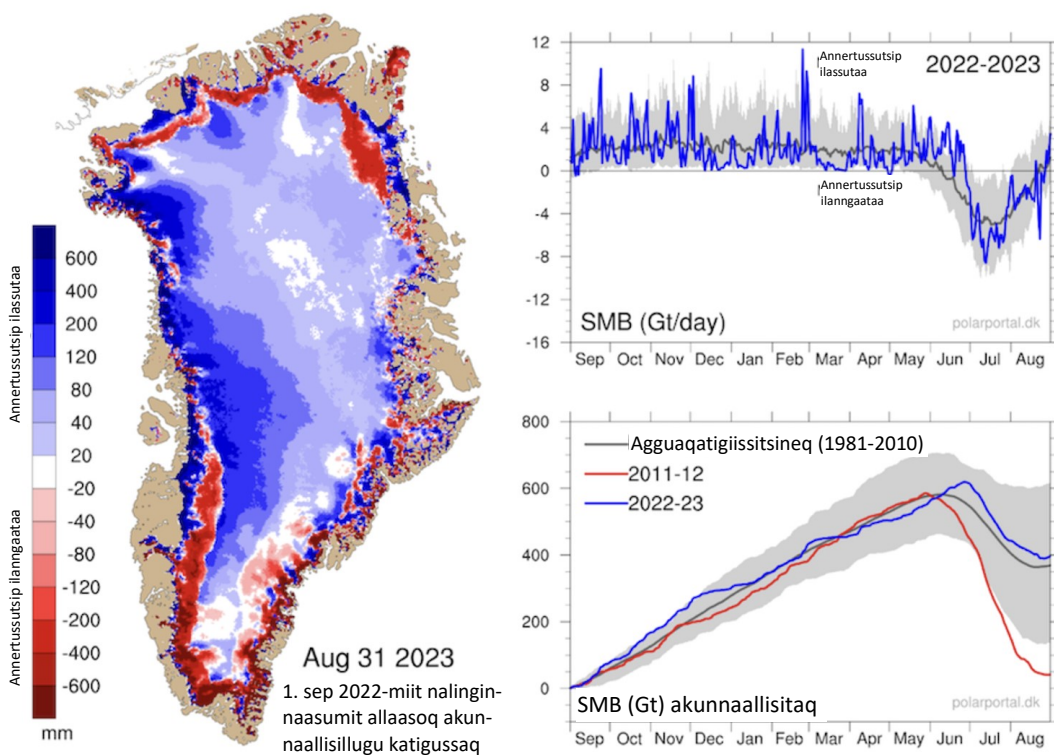 Annertussutsip ilassutaa
Annertussutsip ilanngaataa
600
400
200
120
80
40
20
-20
-40
-80
-120
-200
-400
-600
mm
Aug 31 2023
1. sep 2022-miit nalingin-
naasumit allaasoq akun-
naallisillugu katigussaq
12
8
4
0
-4
-8
-12
-16
Annertussutsip
ilassutaa
2022-2023
Annertussutsip
ilanngaataa
SMB (Gt/day)
polarportal.dk
Sep Oct Nov Dec Jan Feb Mar Apr May Jun Jul Aug
800
600
400
200
0
Agguaqatigiissitsineq (1981-2010)
2011-12
2022-23
SMB (Gt) akunnaallisitaq
polarportal.dk
Sep Oct Nov Dec Jan Feb Mar Apr May Jun Jul Aug